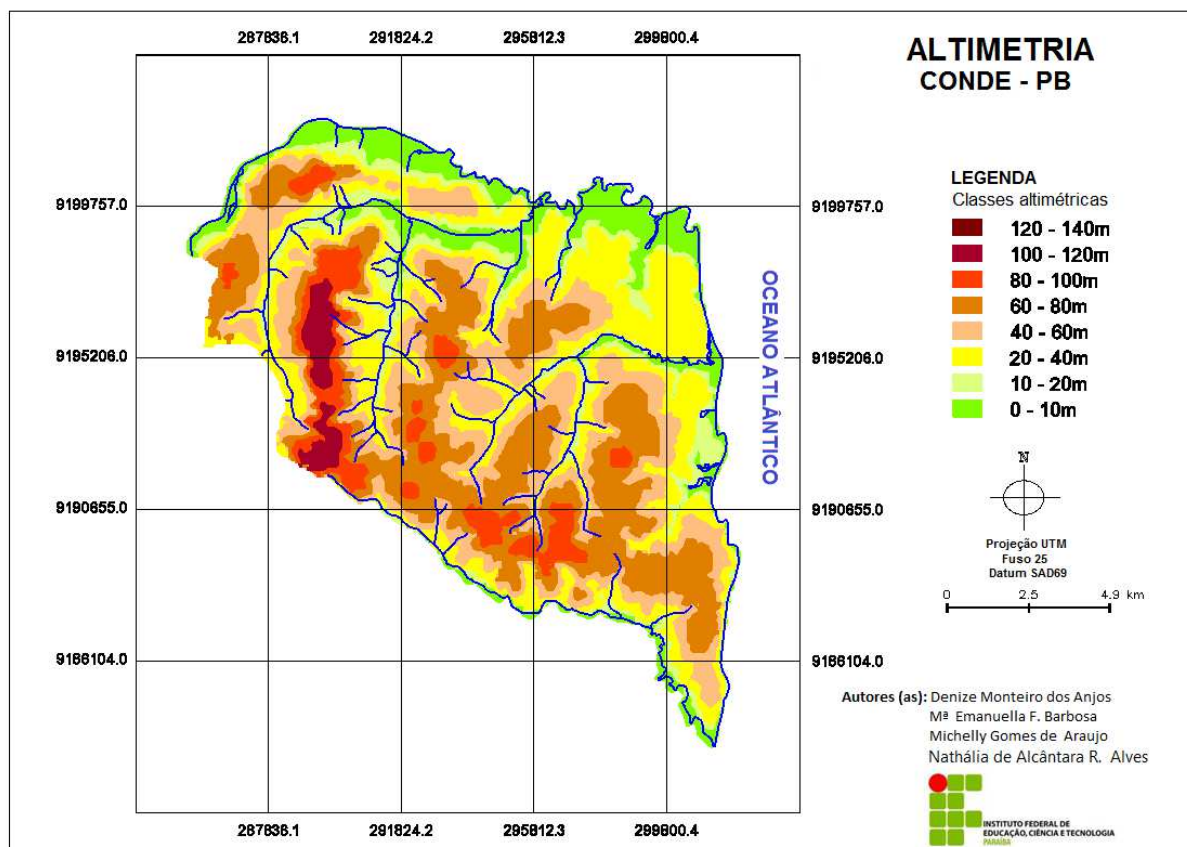 287836.1 291824.2 295812.3 299800.4
ALTIMETRIA
CONDE - PB
LEGENDA
Classes altimétricas
120 - 140m
100 - 120m
80 - 100m
60 - 80m
40 - 60m
20 - 40m
10 - 20m
0 - 10m
9199757.0 9199757.0
OCEANO ATLÂNTICO
9195206.0 9195206.0
9190655.0 9190655.0
N
Projeção UTM
Fuso 25
Datum SAD69
0 2.5 4.9 km
9186104.0 9186104.0
Autores (as): Denize Monteiro dos Anjos
Mª Emanuella F. Barbosa
Michelly Gomes de Araujo
Nathália de Alcântara R. Alves
287836.1 291824.2 295812.3 299800.4
INSTITUTO FEDERAL DE
EDUCAÇÃO, CIÊNCIA E TECNOLOGIA
PARAÍBA